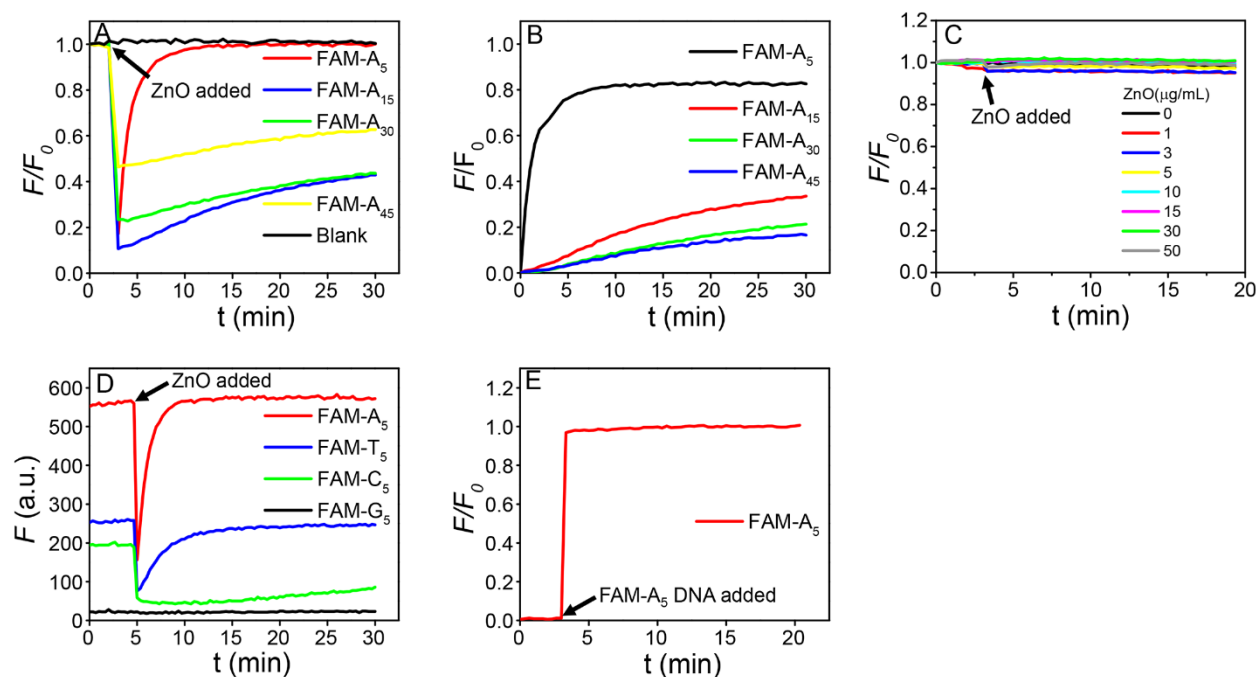 A
1.0
0.8
0.6
0.4
0.2
0.0
F/F₀
ZnO added
FAM-A₅
FAM-A₁₅
FAM-A₃₀
FAM-A₄₅
Blank
0 5 10 15 20 25 30
t (min)
B
1.0
0.8
0.6
0.4
0.2
0.0
F/F₀
FAM-A₅
FAM-A₁₅
FAM-A₃₀
FAM-A₄₅
0 5 10 15 20 25 30
t (min)
C
1.2
1.0
0.8
0.6
0.4
0.2
0.0
F/F₀
ZnO added
ZnO(μg/mL)
0
1
3
5
10
15
30
50
0 5 10 15 20
t (min)
D
600
500
400
300
200
100
0
F (a.u.)
ZnO added
FAM-A₅
FAM-T₅
FAM-C₅
FAM-G₅
0 5 10 15 20 25 30
t (min)
E
1.2
1.0
0.8
0.6
0.4
0.2
0.0
F/F₀
FAM-A₅
FAM-A₅ DNA added
0 5 10 15 20
t (min)